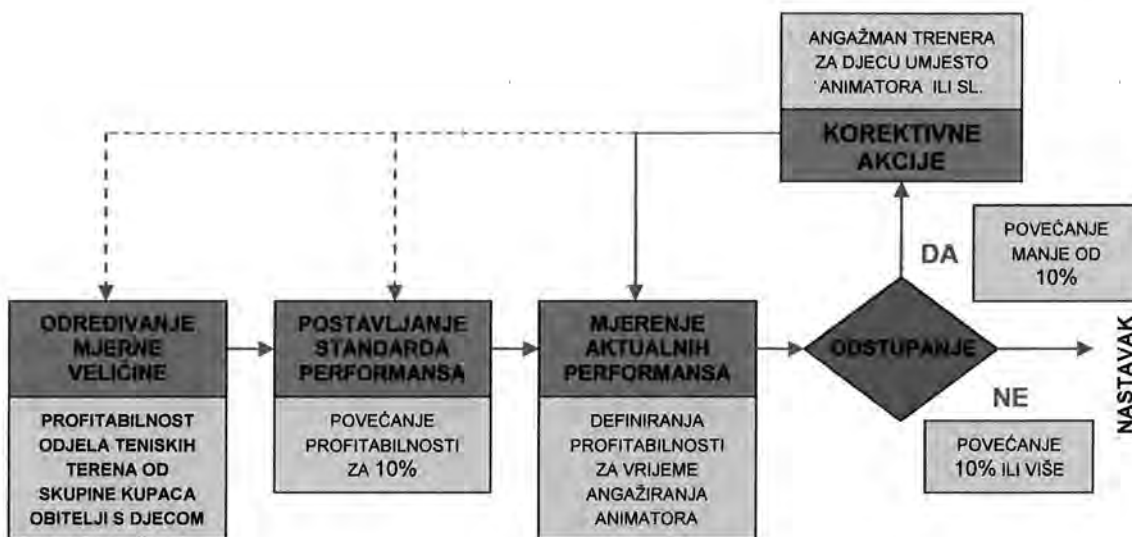 ANGAŽMAN TRENERA
ZA DJECU UMJESTO
ANIMATORA ILI SL.
KOREKTIVNE
AKCIJE
DA
POVEĆANJE
MANJE OD
10%
ODREĐIVANJE
MJERNE
VELIČINE
PROFITABILNOST
ODJELA TENISKIH
TERENA OD
SKUPINE KUPACA
OBITELJI S DJECOM
POSTAVLJANJE
STANDARDA
PERFORMANSA
POVEĆANJE
PROFITABILNOSTI
ZA 10%
MJERENJE
AKTUALNIH
PERFORMANSA
DEFINIRANJA
PROFITABILNOSTI
ZA VRIJEME
ANGAŽIRANJA
ANIMATORA
ODSTUPANJE
NE
POVEĆANJE
10% ILI VIŠE
NASTAVAK